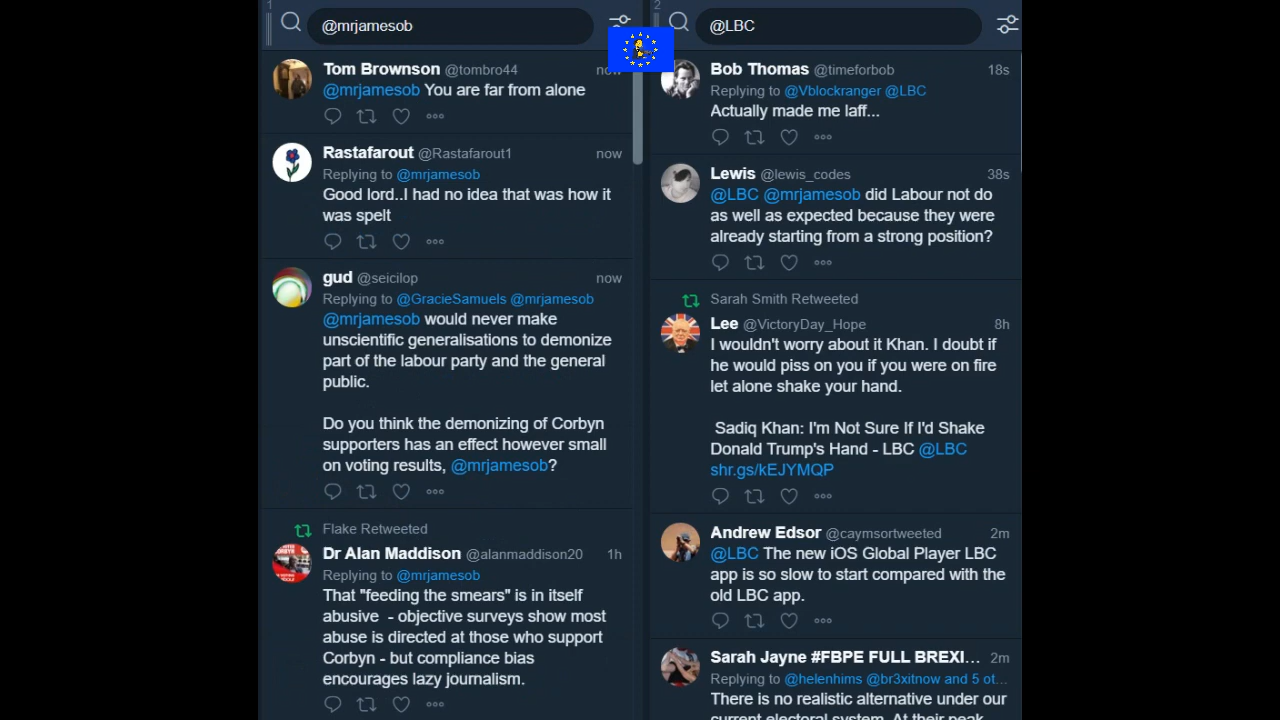 1
@mrjamesob
Tom Brownson @tombro44 now
@mrjamesob You are far from alone
Rastafarout @Rastafarout1 now
Replying to @mrjamesob
Good lord..I had no idea that was how it
was spelt
gud @seicilop now
Replying to @GracieSamuels @mrjamesob
@mrjamesob would never make
unscientific generalisations to demonize
part of the labour party and the general
public.
Do you think the demonizing of Corbyn
supporters has an effect however small
on voting results, @mrjamesob?
Flake Retweeted
Dr Alan Maddison @alanmaddison20 1h
Replying to @mrjamesob
That "feeding the smears" is in itself
abusive - objective surveys show most
abuse is directed at those who support
Corbyn - but compliance bias
encourages lazy journalism.
2
@LBC
Bob Thomas @timeforbob 18s
Replying to @Vblockranger @LBC
Actually made me laff...
Lewis @lewis_codes 38s
@LBC @mrjamesob did Labour not do
as well as expected because they were
already starting from a strong position?
Sarah Smith Retweeted
Lee @VictoryDay_Hope 8h
I wouldn't worry about it Khan. I doubt if
he would piss on you if you were on fire
let alone shake your hand.
Sadiq Khan: I'm Not Sure If I'd Shake
Donald Trump's Hand - LBC @LBC
shr.gs/kEJYMQP
Andrew Edsor @caymsortweeted 2m
@LBC The new iOS Global Player LBC
app is so slow to start compared with the
old LBC app.
Sarah Jayne #FBPE FULL BREXI... 2m
Replying to @helenhims @br3xitnow and 5 ot...
There is no realistic alternative under our
current electoral system. At their peak